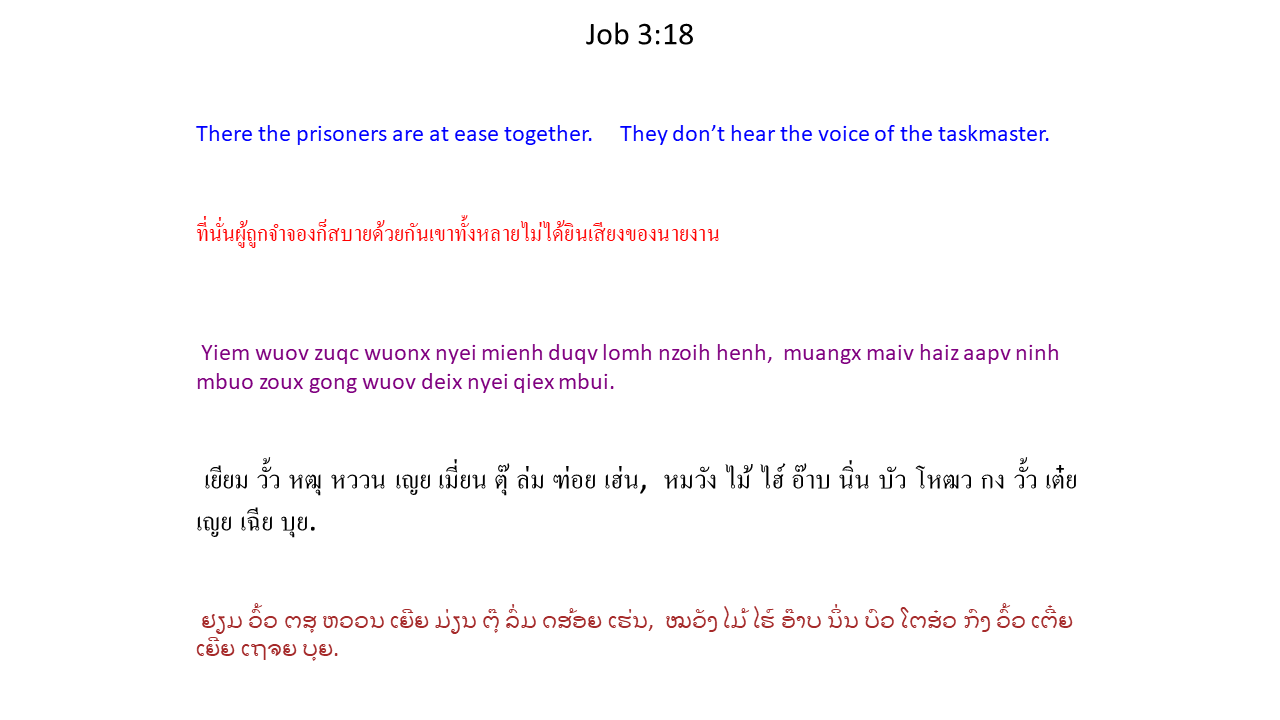 Job 3:18
There the prisoners are at ease together.     They don’t hear the voice of the taskmaster.
ที่นั่นผู้ถูกจำจองก็สบายด้วยกันเขาทั้งหลายไม่ได้ยินเสียงของนายงาน
Yiem wuov zuqc wuonx nyei mienh duqv lomh nzoih henh,  muangx maiv haiz aapv ninh
mbuo zoux gong wuov deix nyei qiex mbui.
เยียม วั้ว หฒุ หววน เญย เมี่ยน ตุ๊ ล่ม ฑ่อย เฮ่น,  หมวัง ไม้ ไฮ์ อ๊าบ นิ่น บัว โหฒว กง วั้ว เต๋ย
เญย เฉีย บุย.
ຢຽມ ວົ້ວ ຕສຸ ຫວວນ ເຍີຍ ມ່ຽນ ຕຸ໊ ລົ່ມ ດສ້ອຍ ເຮ່ນ,  ໝວັງ ໄມ້ ໄຮ໌ ອ໊າບ ນິ່ນ ບົວ ໂຕສ໋ວ ກົງ ວົ້ວ ເຕີ໋ຍ
ເຍີຍ ເຖຈຍ ບຸຍ.